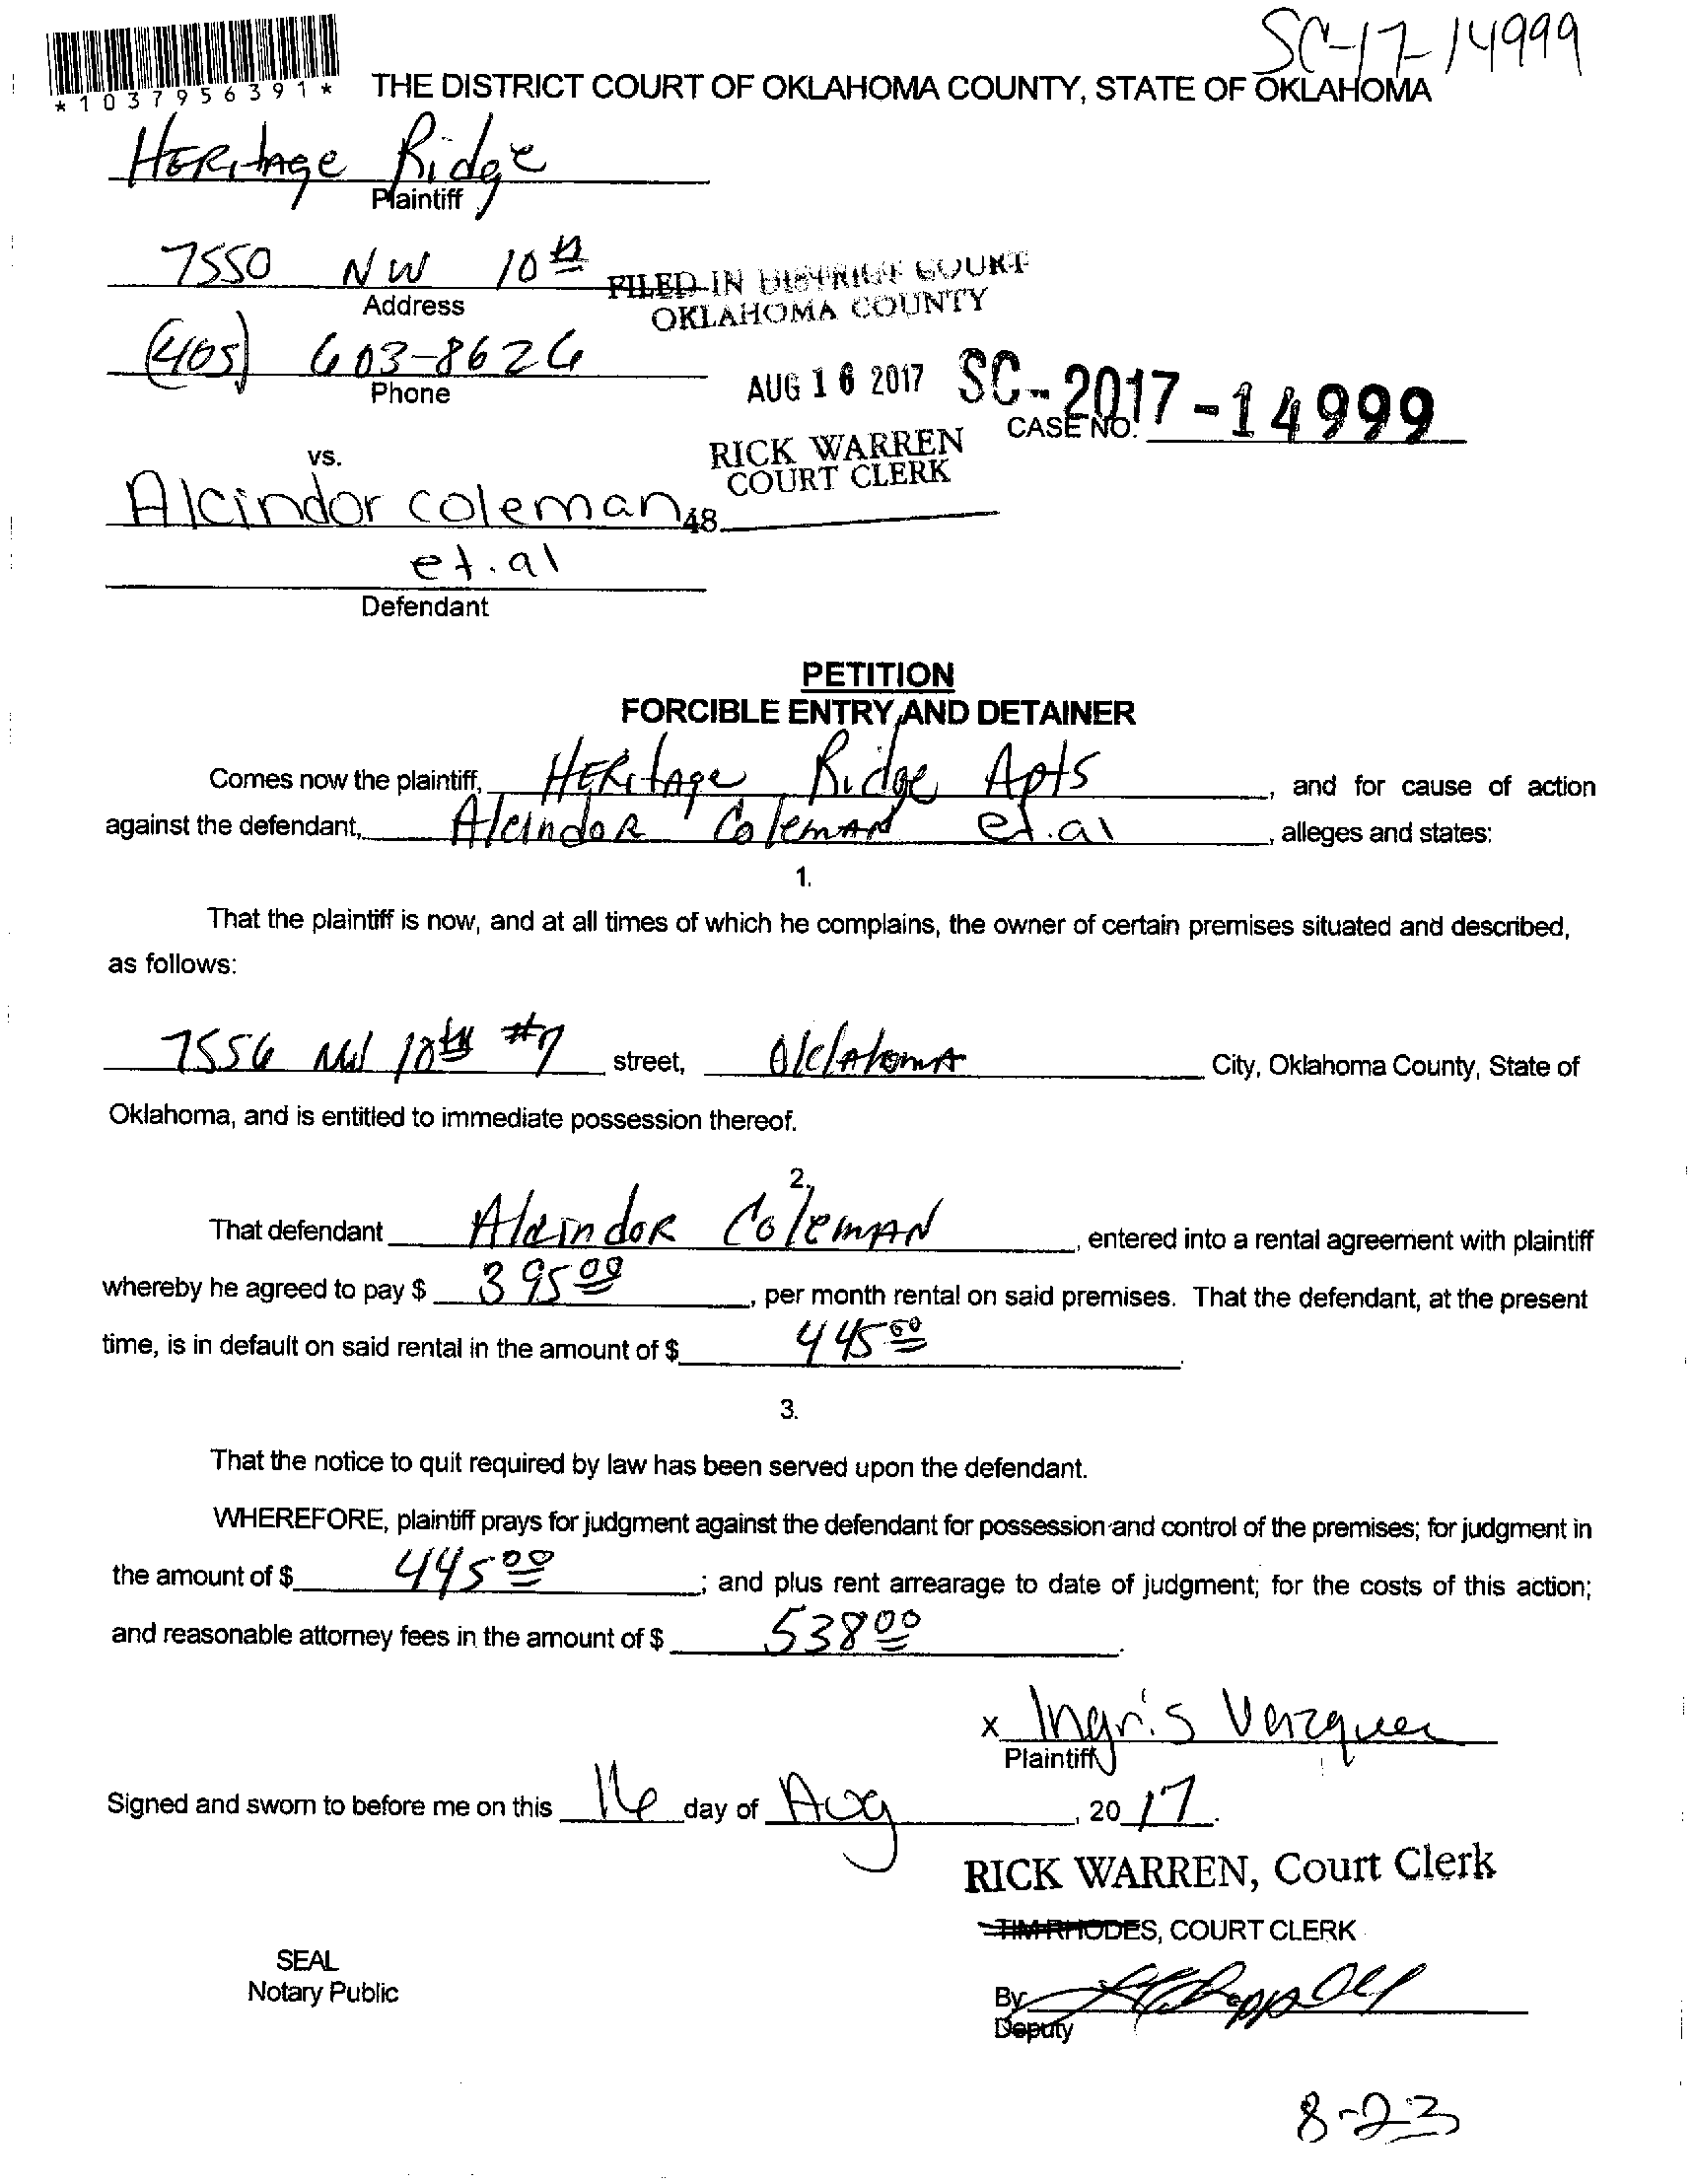 SC-17-14999
*1037956391*
THE DISTRICT COURT OF OKLAHOMA COUNTY, STATE OF OKLAHOMA
HERitAge Ridge
Plaintiff
7550 NW 10th
Address
FILED IN DISTRICT COURT
OKLAHOMA COUNTY
(405) 603-8626
Phone
AUG 16 2017
SC-2017-14999
CASE NO.
RICK WARREN
COURT CLERK
vs.
Alcindor coleman
48
et.al
Defendant
PETITION
FORCIBLE ENTRY AND DETAINER
Comes now the plaintiff, HERitAge Ridge Apts, and for cause of action
against the defendant, AlcindoR ColemAN et.al, alleges and states:
1.
That the plaintiff is now, and at all times of which he complains, the owner of certain premises situated and described,
as follows:
7556 NW 10th #7 street, OklAhomA City, Oklahoma County, State of
Oklahoma, and is entitled to immediate possession thereof.
2.
That defendant AlcindoR ColemAN, entered into a rental agreement with plaintiff
whereby he agreed to pay $ 395 00, per month rental on said premises. That the defendant, at the present
time, is in default on said rental in the amount of $ 445 00.
3.
That the notice to quit required by law has been served upon the defendant.
WHEREFORE, plaintiff prays for judgment against the defendant for possession and control of the premises; for judgment in
the amount of $ 445 00; and plus rent arrearage to date of judgment; for the costs of this action;
and reasonable attorney fees in the amount of $ 538 00.
x Ingris Vazquez
Plaintiff
Signed and sworn to before me on this 16 day of Aug, 2017.
RICK WARREN, Court Clerk
TIM RHODES, COURT CLERK
SEAL
Notary Public
By
Deputy
8-23